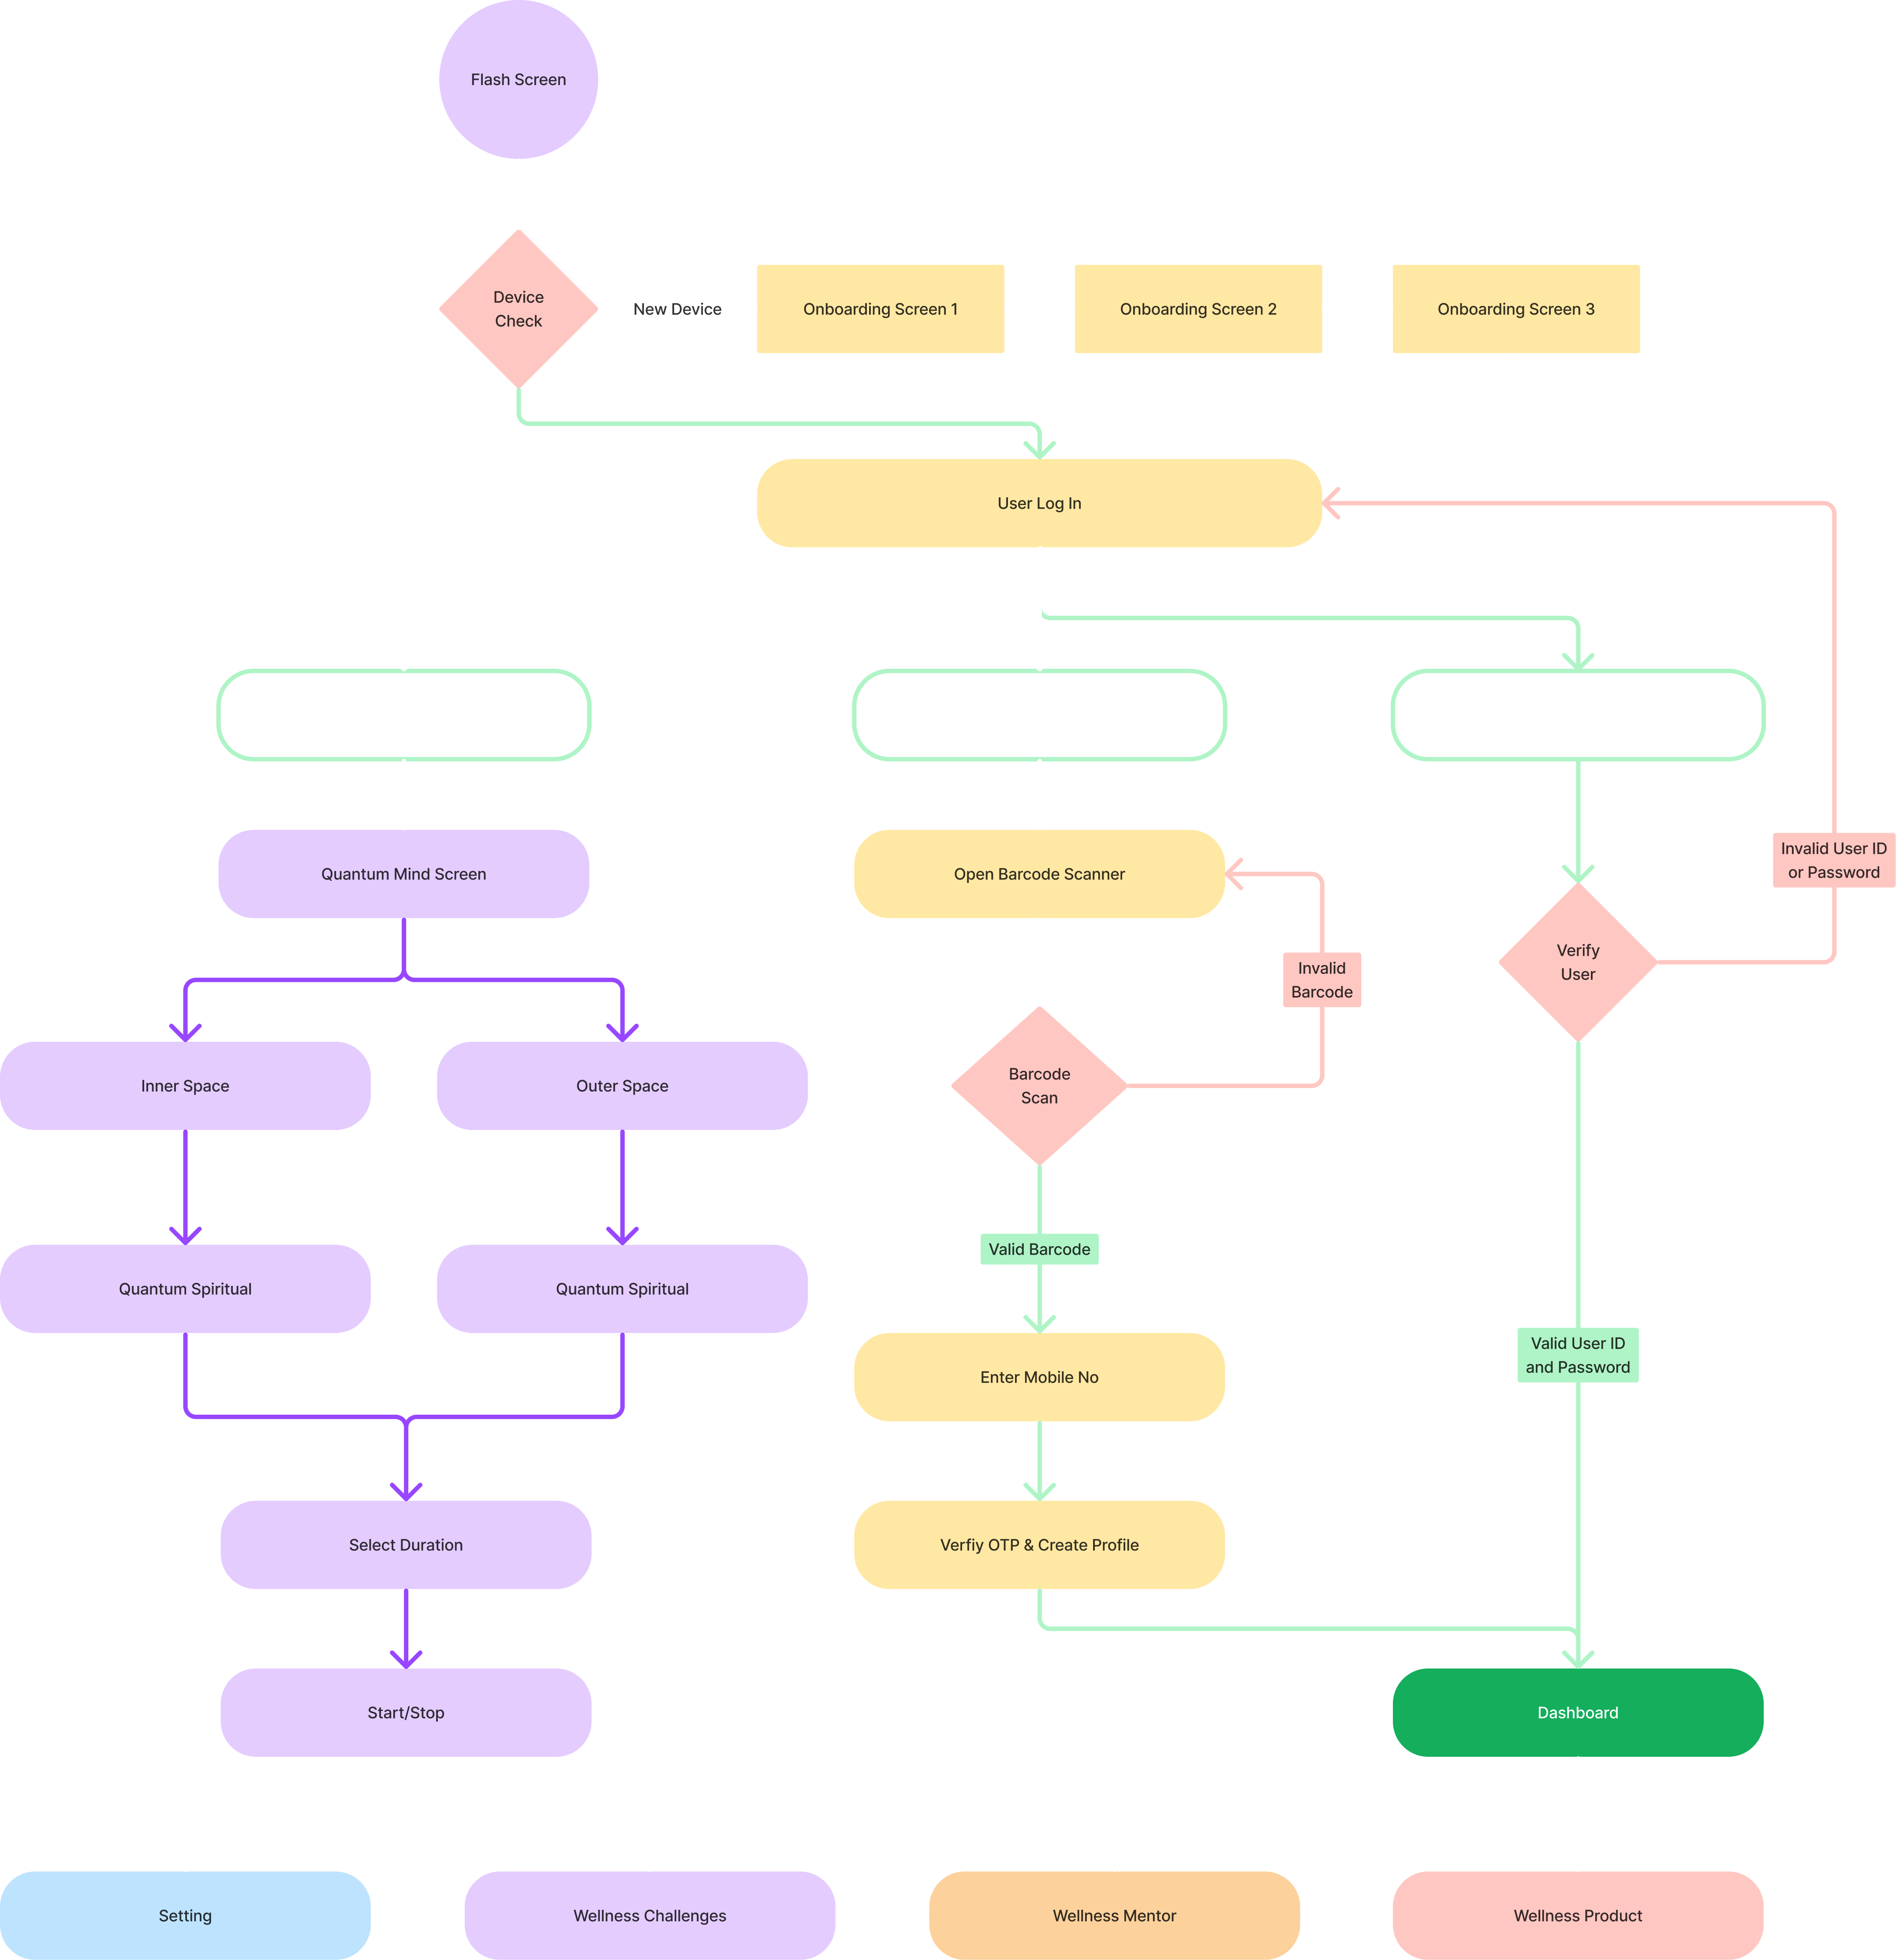 Flash Screen
Device
Check
New Device
Onboarding Screen 1
Onboarding Screen 2
Onboarding Screen 3
User Log In
Quantum Mind Screen
Open Barcode Scanner
Invalid User ID
or Password
Verify
User
Invalid
Barcode
Inner Space
Outer Space
Barcode
Scan
Valid Barcode
Quantum Spiritual
Quantum Spiritual
Enter Mobile No
Valid User ID
and Password
Select Duration
Verfiy OTP & Create Profile
Start/Stop
Dashboard
Setting
Wellness Challenges
Wellness Mentor
Wellness Product